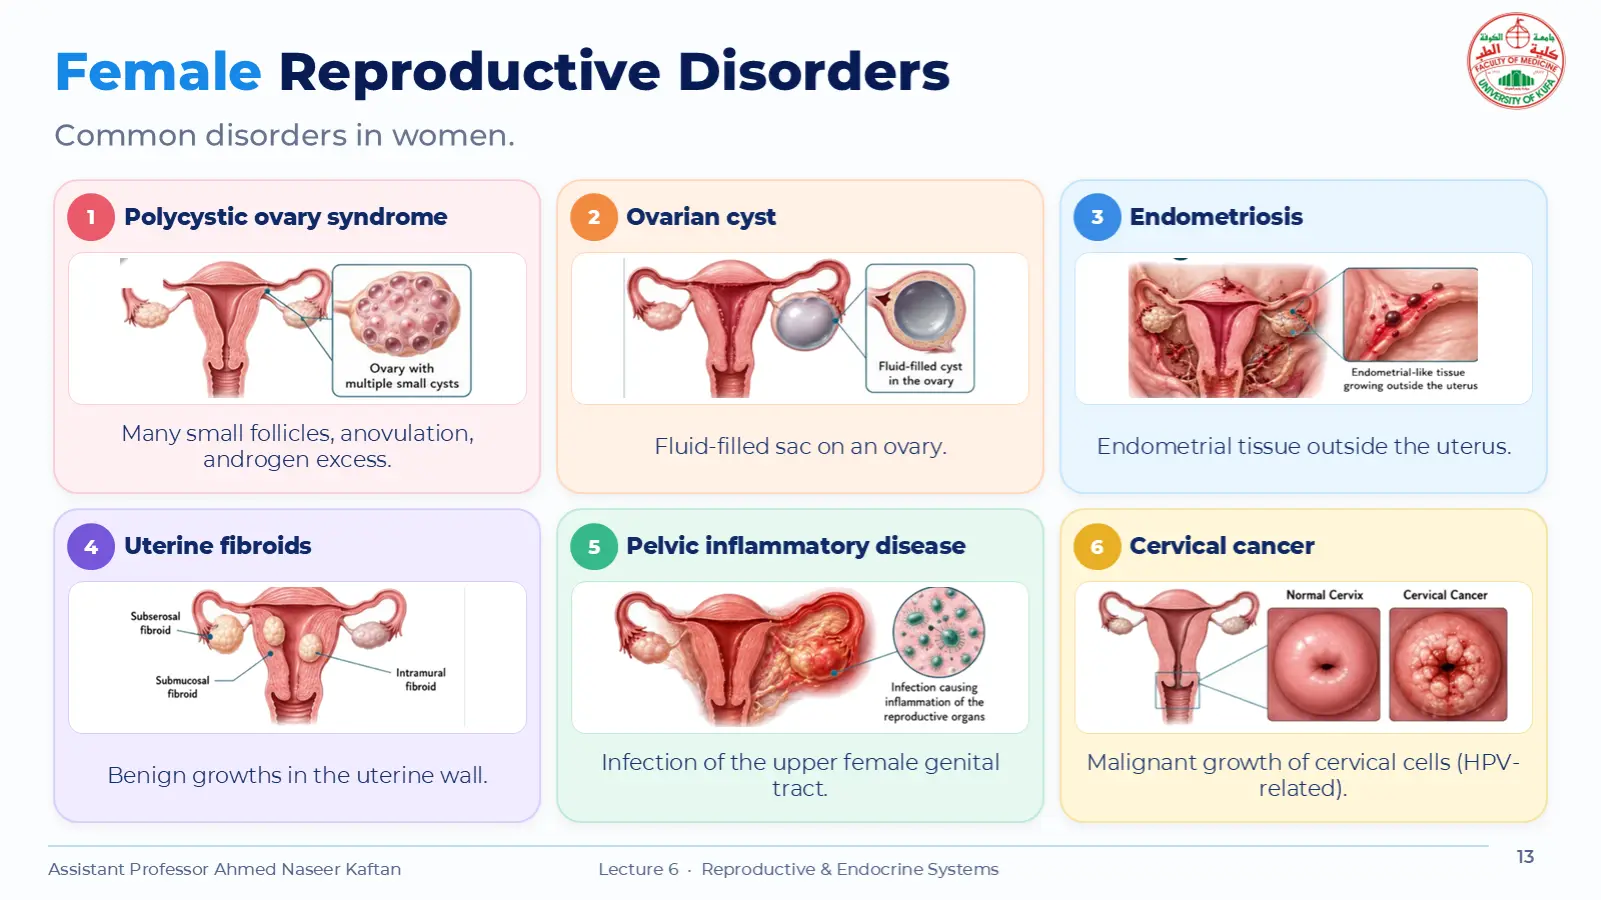 Female Reproductive Disorders
Common disorders in women.
جامعة الكوفة
كلية الطب
FACULTY OF MEDICINE
UNIVERSITY OF KUFA
1 Polycystic ovary syndrome
Ovary with
multiple small cysts
Many small follicles, anovulation,
androgen excess.
2 Ovarian cyst
Fluid-filled cyst
in the ovary
Fluid-filled sac on an ovary.
3 Endometriosis
Endometrial-like tissue
growing outside the uterus
Endometrial tissue outside the uterus.
4 Uterine fibroids
Subserosal
fibroid
Submucosal
fibroid
Intramural
fibroid
Benign growths in the uterine wall.
5 Pelvic inflammatory disease
Infection causing
inflammation of the
reproductive organs
Infection of the upper female genital
tract.
6 Cervical cancer
Normal Cervix
Cervical Cancer
Malignant growth of cervical cells (HPV-
related).
Assistant Professor Ahmed Naseer Kaftan
Lecture 6 · Reproductive & Endocrine Systems
13